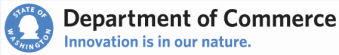 STATE OF
WASHINGTON
Department of Commerce
Innovation is in our nature.